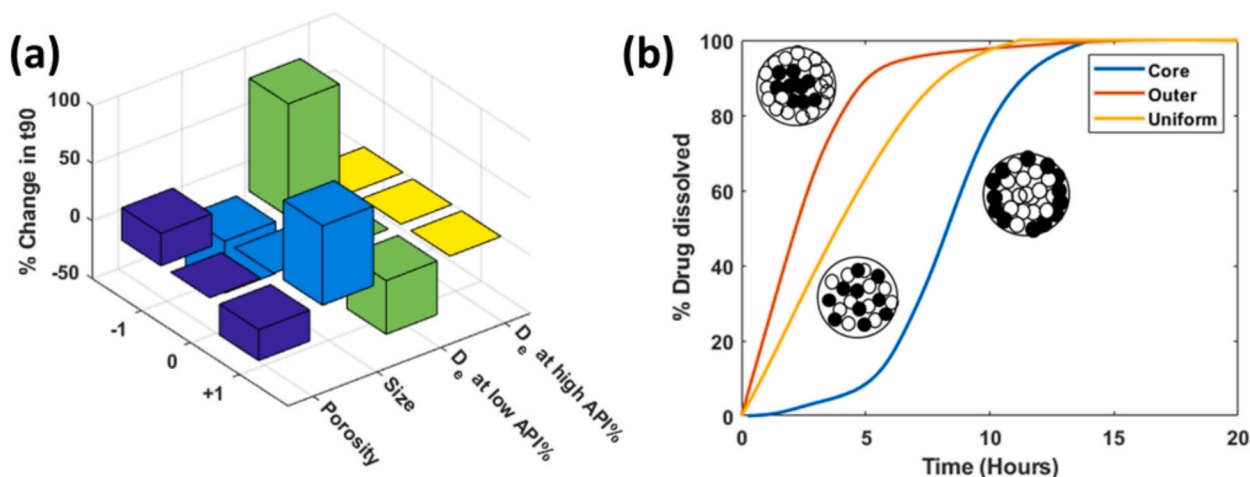 (a)
% Change in t90
100
50
0
-50
-1
0
+1
Porosity
Size
De at low API%
De at high API%
(b)
% Drug dissolved
100
80
60
40
20
0
0 5 10 15 20
Time (Hours)
Core
Outer
Uniform